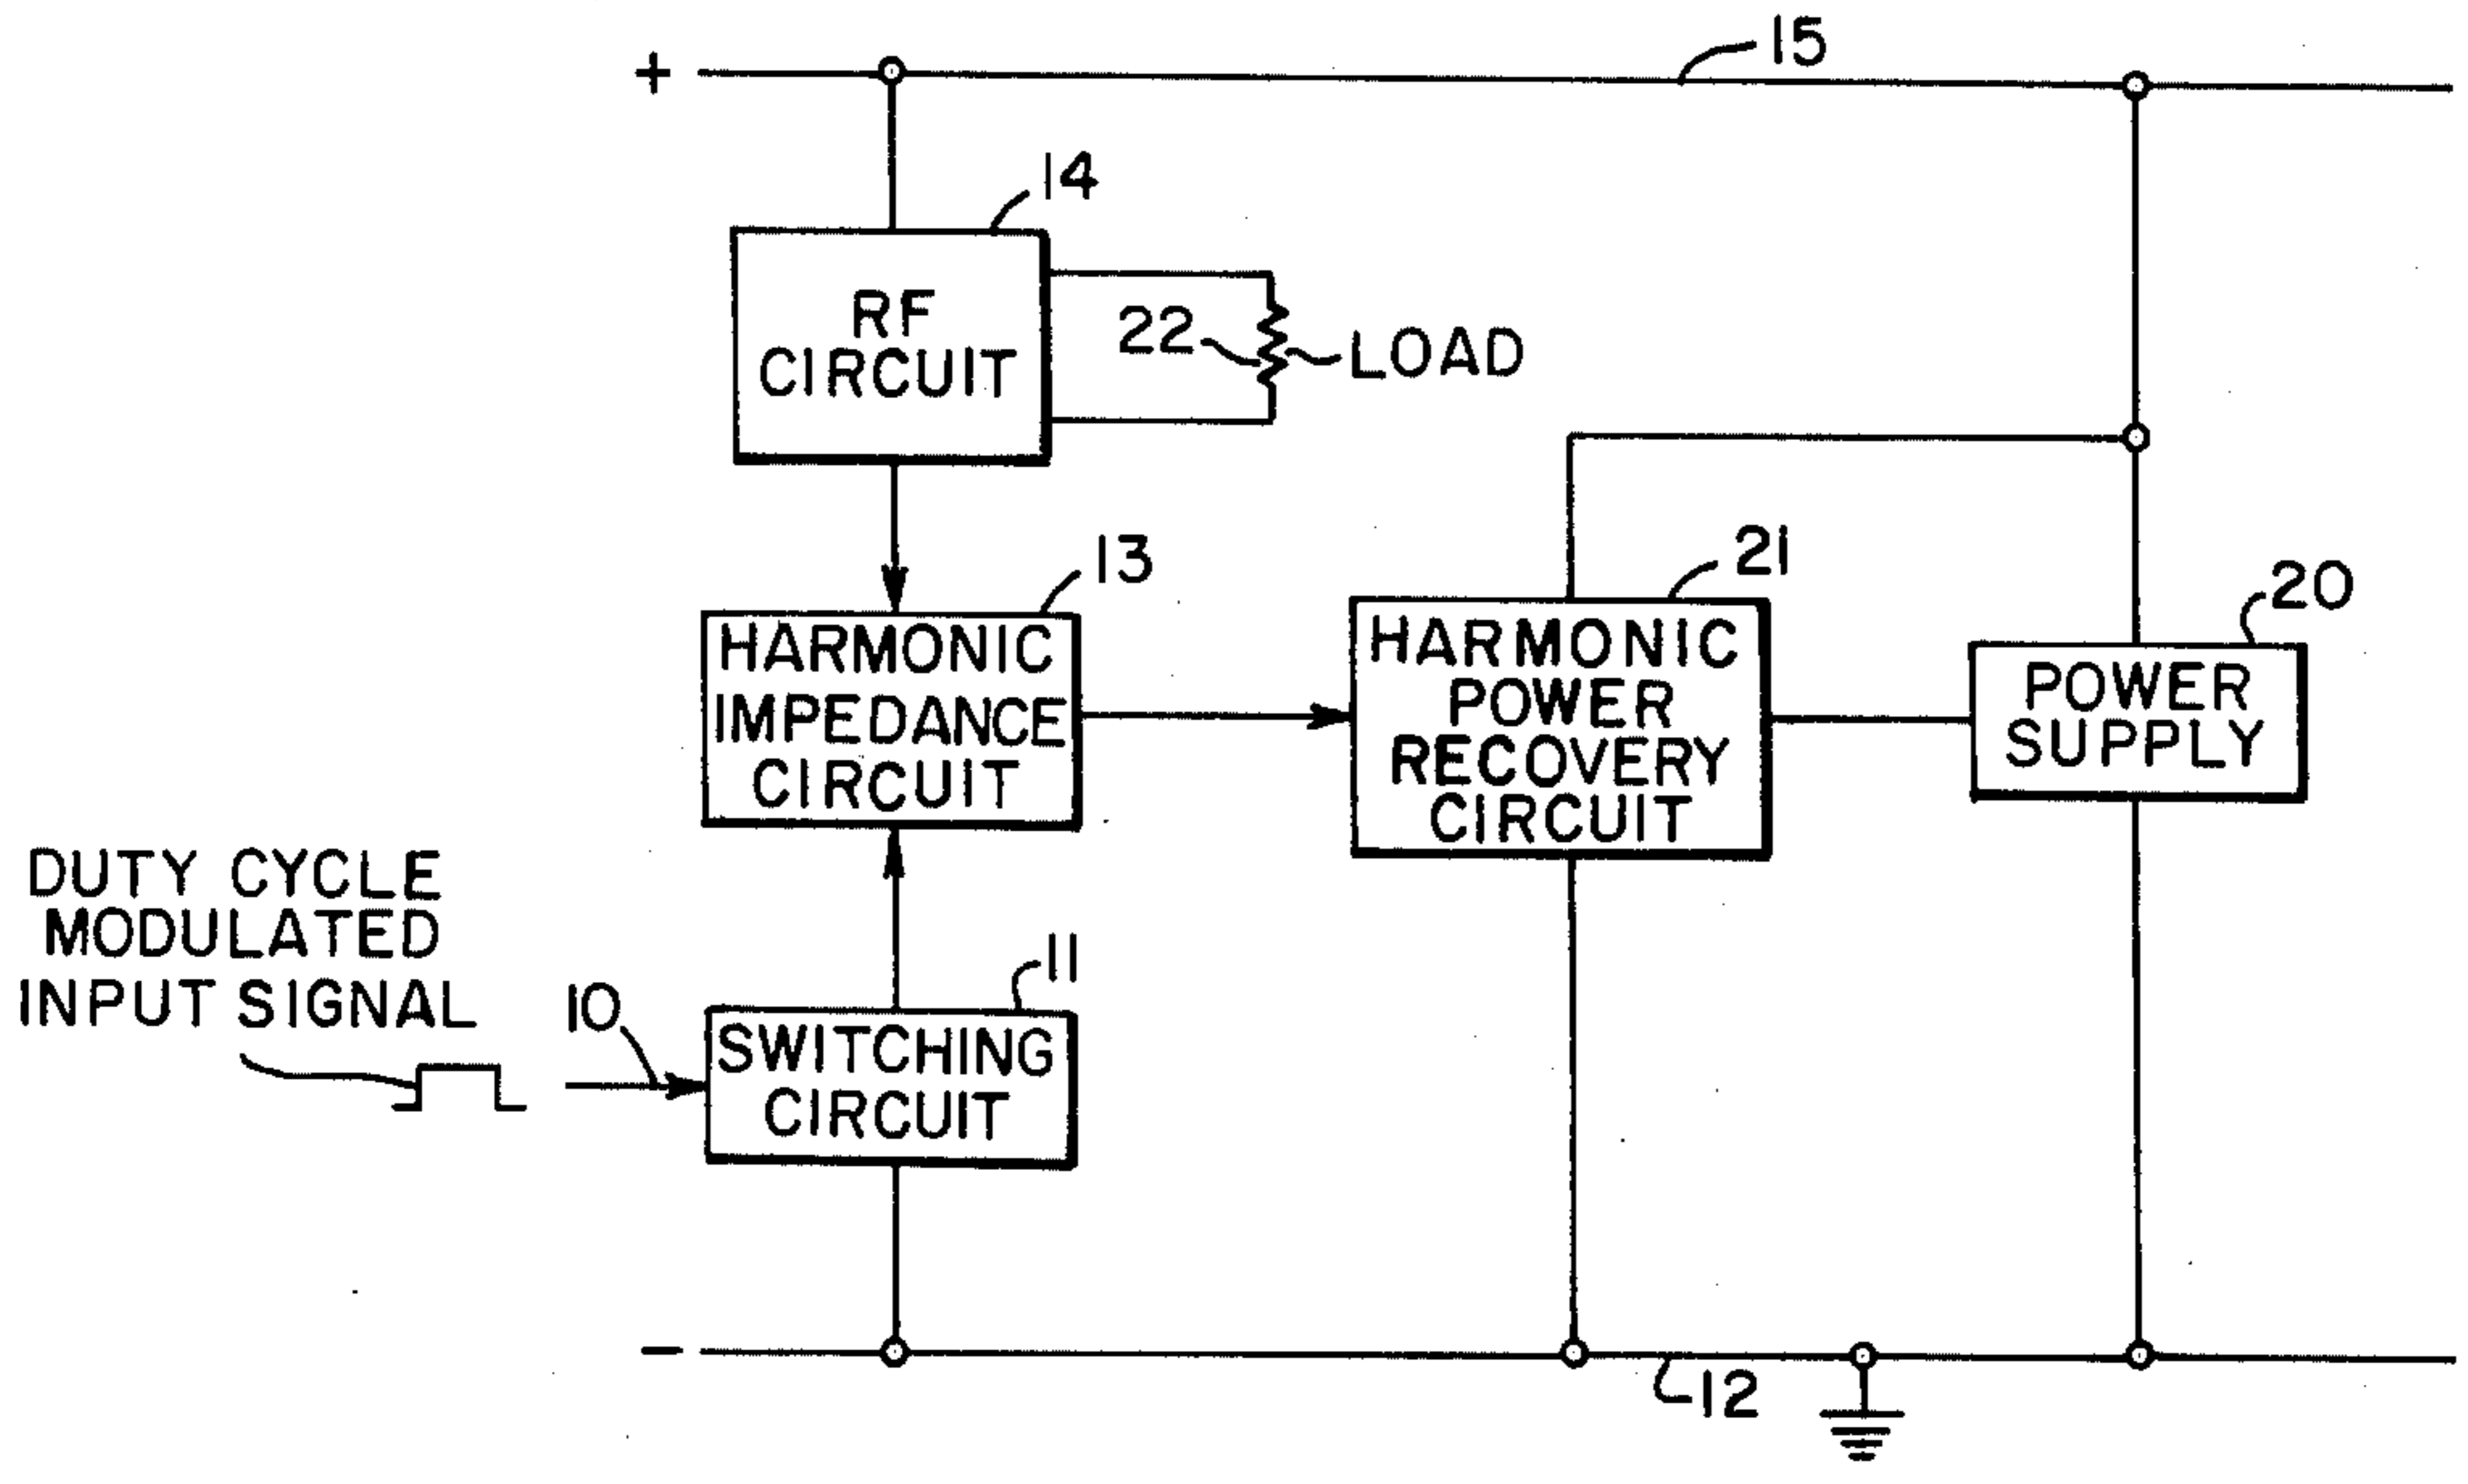 +
15
14
RF
CIRCUIT
22
LOAD
13
HARMONIC
IMPEDANCE
CIRCUIT
21
HARMONIC
POWER
RECOVERY
CIRCUIT
20
POWER
SUPPLY
DUTY CYCLE
MODULATED
INPUT SIGNAL
10
11
SWITCHING
CIRCUIT
−
12